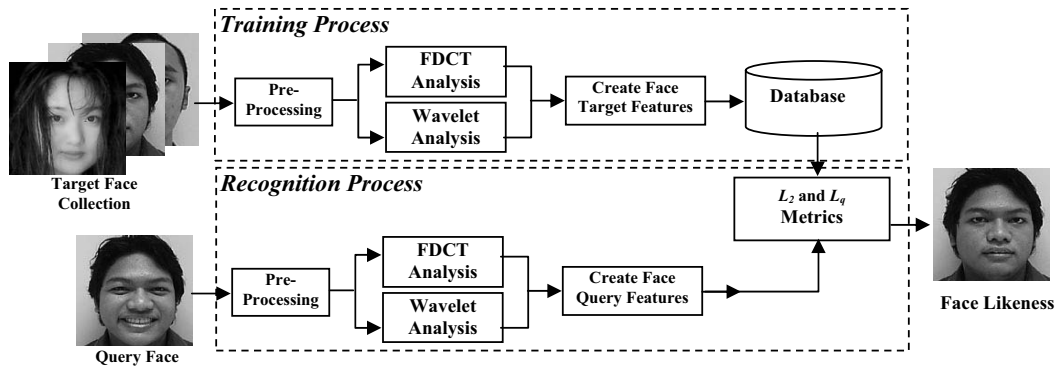 Training Process
Pre-
Processing
FDCT
Analysis
Wavelet
Analysis
Create Face
Target Features
Database
Target Face
Collection
Recognition Process
L2 and Lq
Metrics
Pre-
Processing
FDCT
Analysis
Wavelet
Analysis
Create Face
Query Features
Query Face
Face Likeness